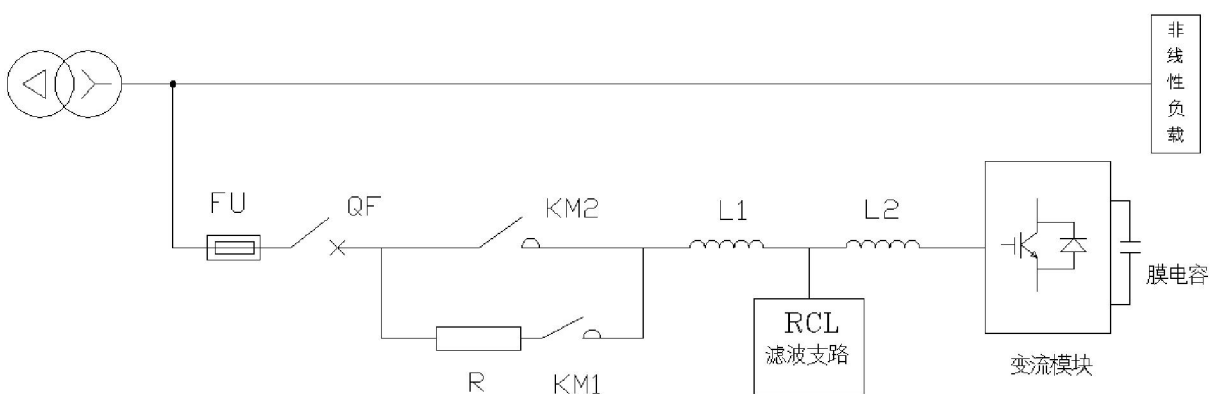 非
线
性
负
载
FU
QF
KM2
L1
L2
膜电容
RCL
滤波支路
R
KM1
变流模块